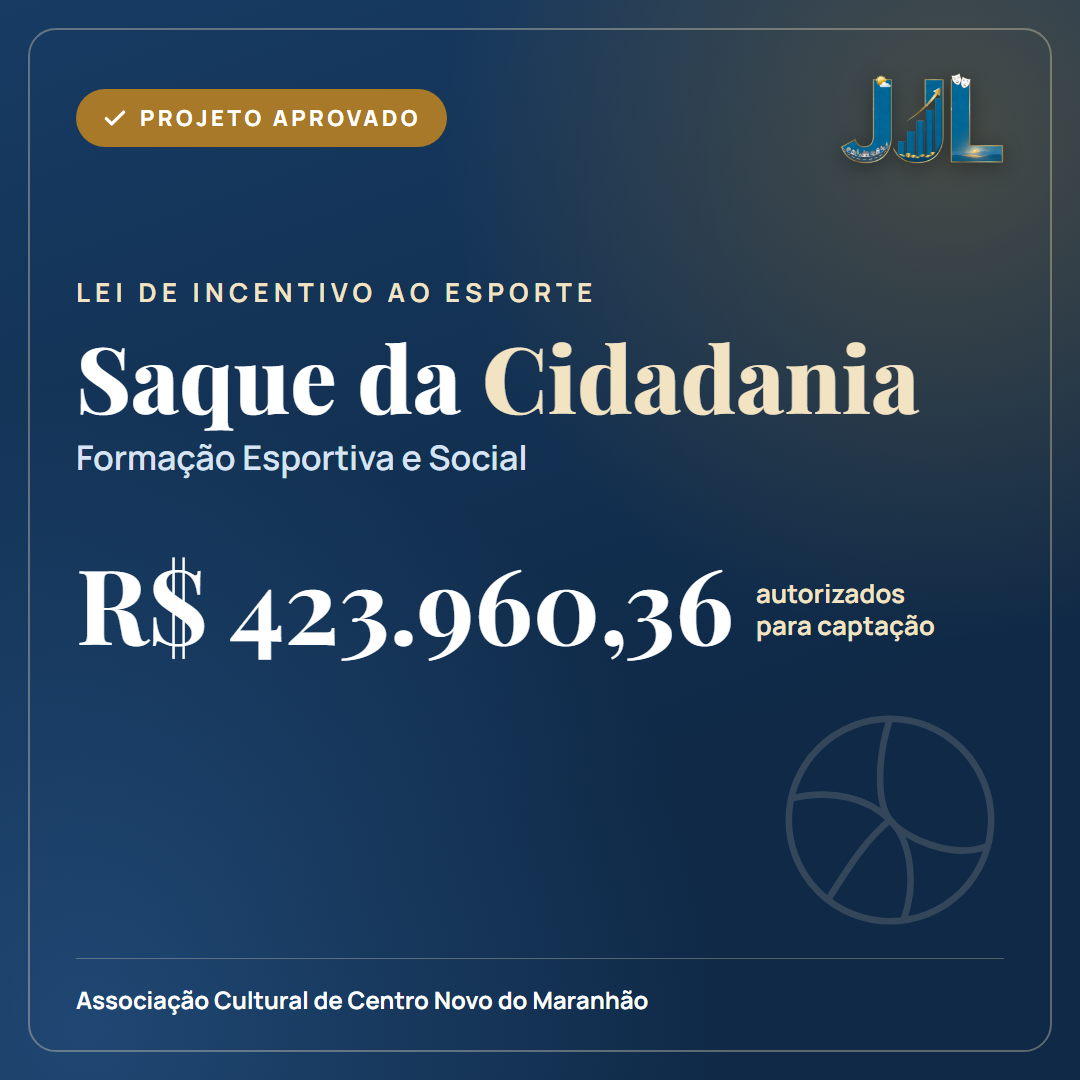 PROJETO APROVADO
JJL
LEI DE INCENTIVO AO ESPORTE
Saque da Cidadania
Formação Esportiva e Social
R$ 423.960,36
autorizados
para captação
Associação Cultural de Centro Novo do Maranhão